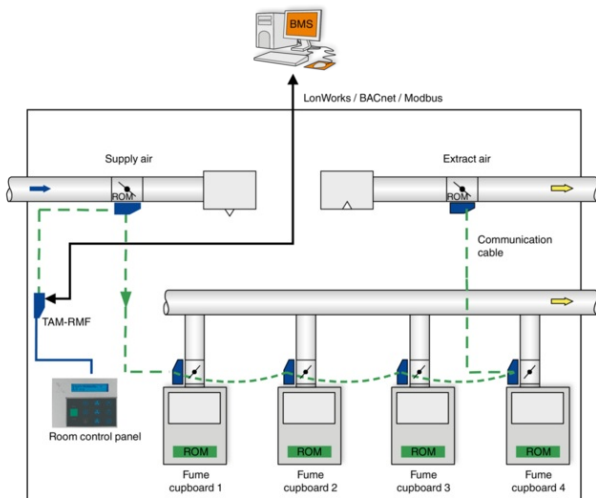 BMS
LonWorks / BACnet / Modbus
Supply air
Extract air
ROM
ROM
Communication
cable
TAM-RMF
Room control panel
ROM
ROM
ROM
ROM
Fume
cupboard 1
Fume
cupboard 2
Fume
cupboard 3
Fume
cupboard 4